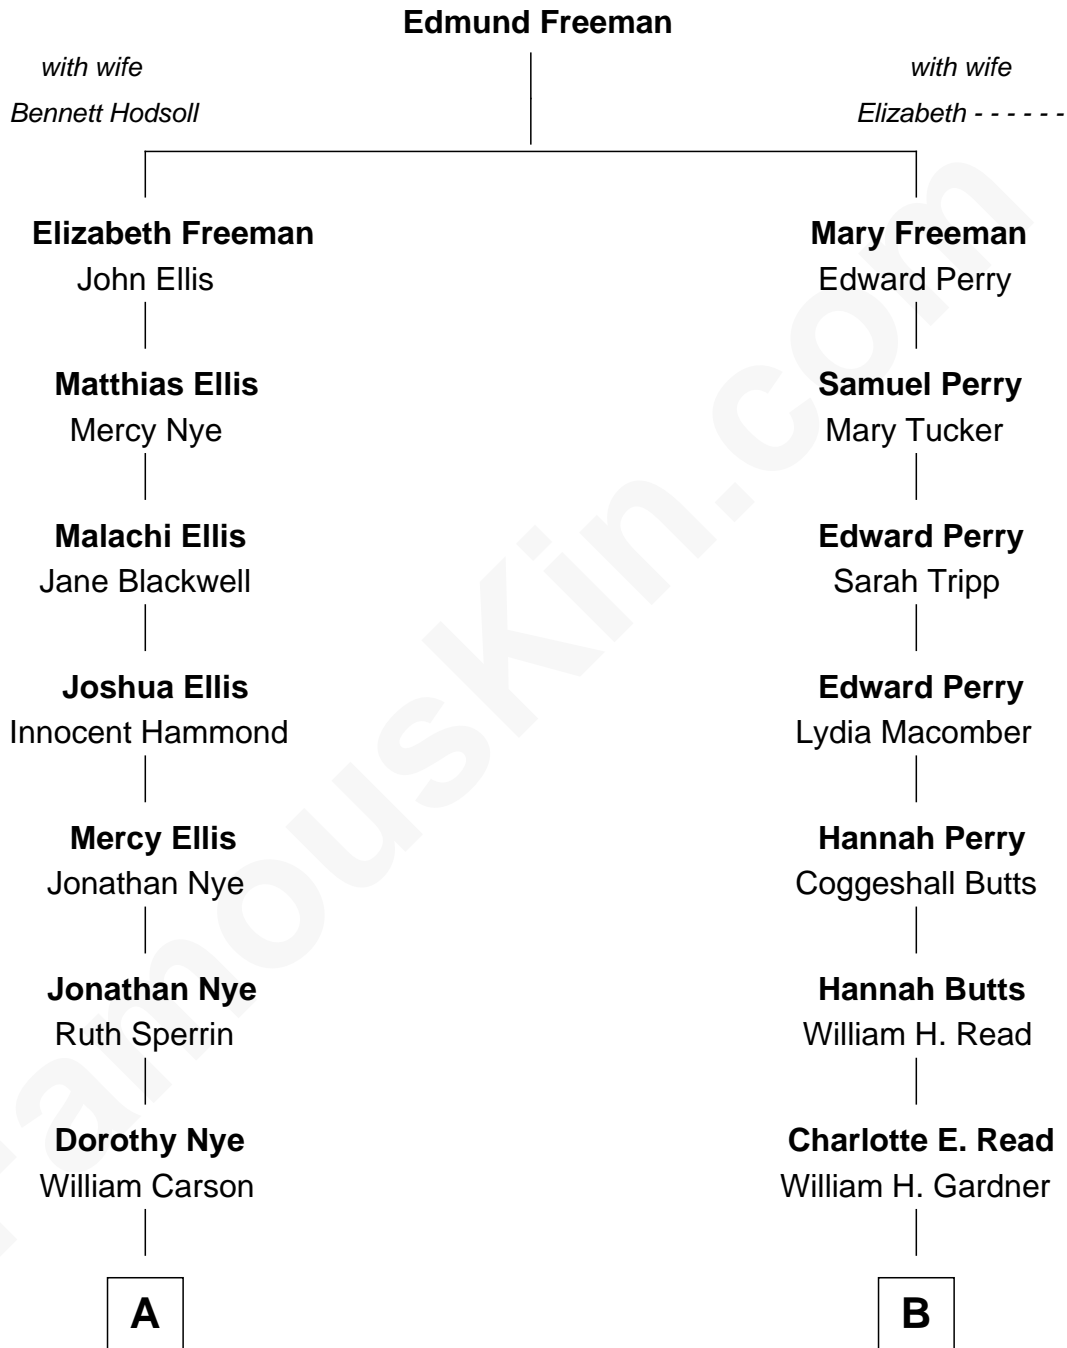 Edmund Freeman
with wife
Bennett Hodsoll
with wife
Elizabeth - - - - - -
Elizabeth Freeman
John Ellis
Mary Freeman
Edward Perry
Matthias Ellis
Mercy Nye
Samuel Perry
Mary Tucker
Malachi Ellis
Jane Blackwell
Edward Perry
Sarah Tripp
Joshua Ellis
Innocent Hammond
Edward Perry
Lydia Macomber
Mercy Ellis
Jonathan Nye
Hannah Perry
Coggeshall Butts
Jonathan Nye
Ruth Sperrin
Hannah Butts
William H. Read
Dorothy Nye
William Carson
Charlotte E. Read
William H. Gardner
A
B
FamousKin.com